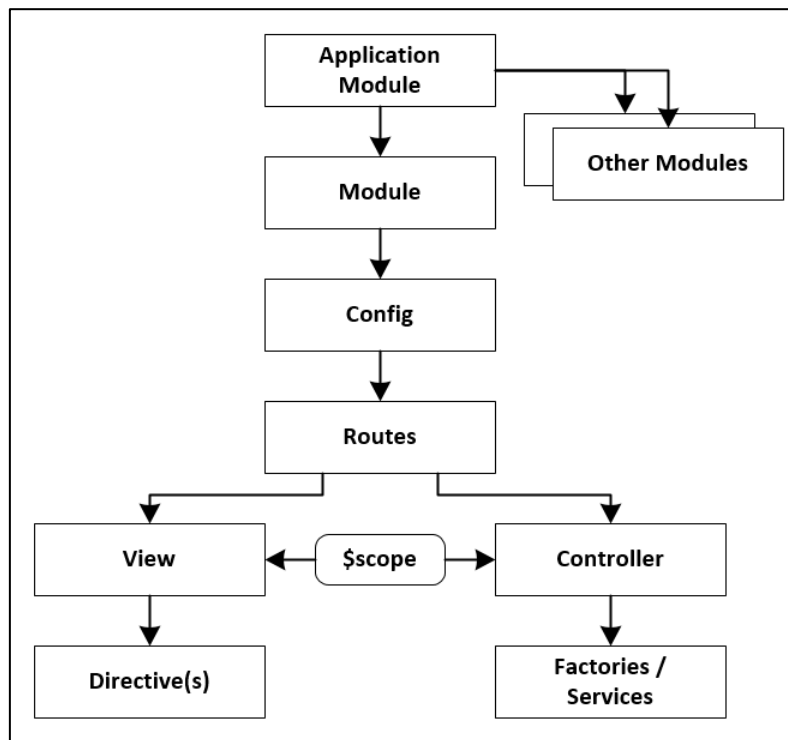 Application
Module
Other Modules
Module
Config
Routes
View
$scope
Controller
Directive(s)
Factories /
Services